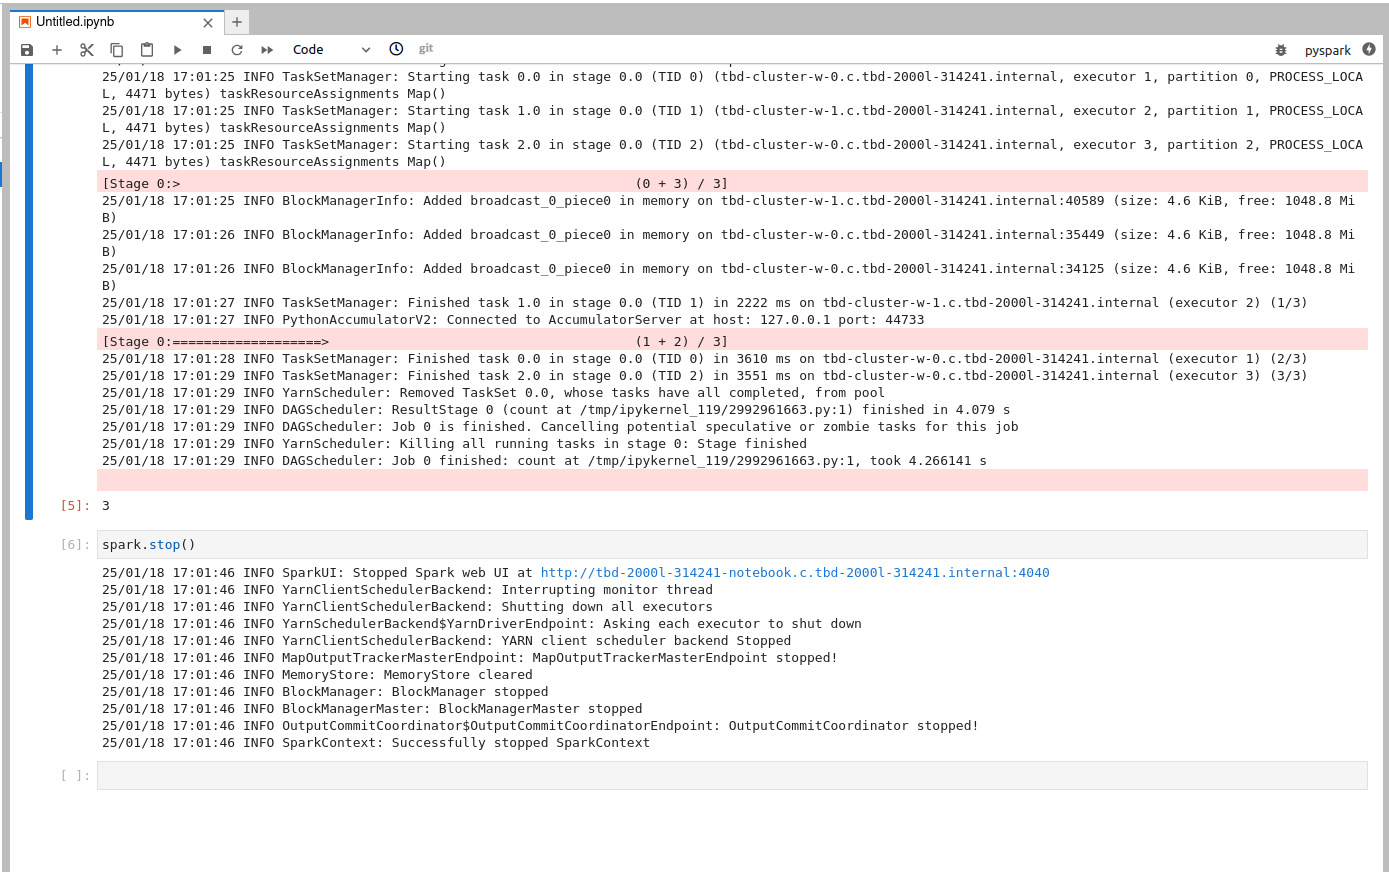 Untitled.ipynb
Code
git
pyspark
25/01/18 17:01:25 INFO TaskSetManager: Starting task 0.0 in stage 0.0 (TID 0) (tbd-cluster-w-0.c.tbd-2000l-314241.internal, executor 1, partition 0, PROCESS_LOCA
L, 4471 bytes) taskResourceAssignments Map()
25/01/18 17:01:25 INFO TaskSetManager: Starting task 1.0 in stage 0.0 (TID 1) (tbd-cluster-w-1.c.tbd-2000l-314241.internal, executor 2, partition 1, PROCESS_LOCA
L, 4471 bytes) taskResourceAssignments Map()
25/01/18 17:01:25 INFO TaskSetManager: Starting task 2.0 in stage 0.0 (TID 2) (tbd-cluster-w-0.c.tbd-2000l-314241.internal, executor 3, partition 2, PROCESS_LOCA
L, 4471 bytes) taskResourceAssignments Map()
[Stage 0:> (0 + 3) / 3]
25/01/18 17:01:25 INFO BlockManagerInfo: Added broadcast_0_piece0 in memory on tbd-cluster-w-1.c.tbd-2000l-314241.internal:40589 (size: 4.6 KiB, free: 1048.8 Mi
B)
25/01/18 17:01:26 INFO BlockManagerInfo: Added broadcast_0_piece0 in memory on tbd-cluster-w-0.c.tbd-2000l-314241.internal:35449 (size: 4.6 KiB, free: 1048.8 Mi
B)
25/01/18 17:01:26 INFO BlockManagerInfo: Added broadcast_0_piece0 in memory on tbd-cluster-w-0.c.tbd-2000l-314241.internal:34125 (size: 4.6 KiB, free: 1048.8 Mi
B)
25/01/18 17:01:27 INFO TaskSetManager: Finished task 1.0 in stage 0.0 (TID 1) in 2222 ms on tbd-cluster-w-1.c.tbd-2000l-314241.internal (executor 2) (1/3)
25/01/18 17:01:27 INFO PythonAccumulatorV2: Connected to AccumulatorServer at host: 127.0.0.1 port: 44733
[Stage 0:===================> (1 + 2) / 3]
25/01/18 17:01:28 INFO TaskSetManager: Finished task 0.0 in stage 0.0 (TID 0) in 3610 ms on tbd-cluster-w-0.c.tbd-2000l-314241.internal (executor 1) (2/3)
25/01/18 17:01:29 INFO TaskSetManager: Finished task 2.0 in stage 0.0 (TID 2) in 3551 ms on tbd-cluster-w-0.c.tbd-2000l-314241.internal (executor 3) (3/3)
25/01/18 17:01:29 INFO YarnScheduler: Removed TaskSet 0.0, whose tasks have all completed, from pool
25/01/18 17:01:29 INFO DAGScheduler: ResultStage 0 (count at /tmp/ipykernel_119/2992961663.py:1) finished in 4.079 s
25/01/18 17:01:29 INFO DAGScheduler: Job 0 is finished. Cancelling potential speculative or zombie tasks for this job
25/01/18 17:01:29 INFO YarnScheduler: Killing all running tasks in stage 0: Stage finished
25/01/18 17:01:29 INFO DAGScheduler: Job 0 finished: count at /tmp/ipykernel_119/2992961663.py:1, took 4.266141 s
[5]: 3
[6]: spark.stop()
25/01/18 17:01:46 INFO SparkUI: Stopped Spark web UI at http://tbd-2000l-314241-notebook.c.tbd-2000l-314241.internal:4040
25/01/18 17:01:46 INFO YarnClientSchedulerBackend: Interrupting monitor thread
25/01/18 17:01:46 INFO YarnClientSchedulerBackend: Shutting down all executors
25/01/18 17:01:46 INFO YarnSchedulerBackend$YarnDriverEndpoint: Asking each executor to shut down
25/01/18 17:01:46 INFO YarnClientSchedulerBackend: YARN client scheduler backend Stopped
25/01/18 17:01:46 INFO MapOutputTrackerMasterEndpoint: MapOutputTrackerMasterEndpoint stopped!
25/01/18 17:01:46 INFO MemoryStore: MemoryStore cleared
25/01/18 17:01:46 INFO BlockManager: BlockManager stopped
25/01/18 17:01:46 INFO BlockManagerMaster: BlockManagerMaster stopped
25/01/18 17:01:46 INFO OutputCommitCoordinator$OutputCommitCoordinatorEndpoint: OutputCommitCoordinator stopped!
25/01/18 17:01:46 INFO SparkContext: Successfully stopped SparkContext
[ ]: